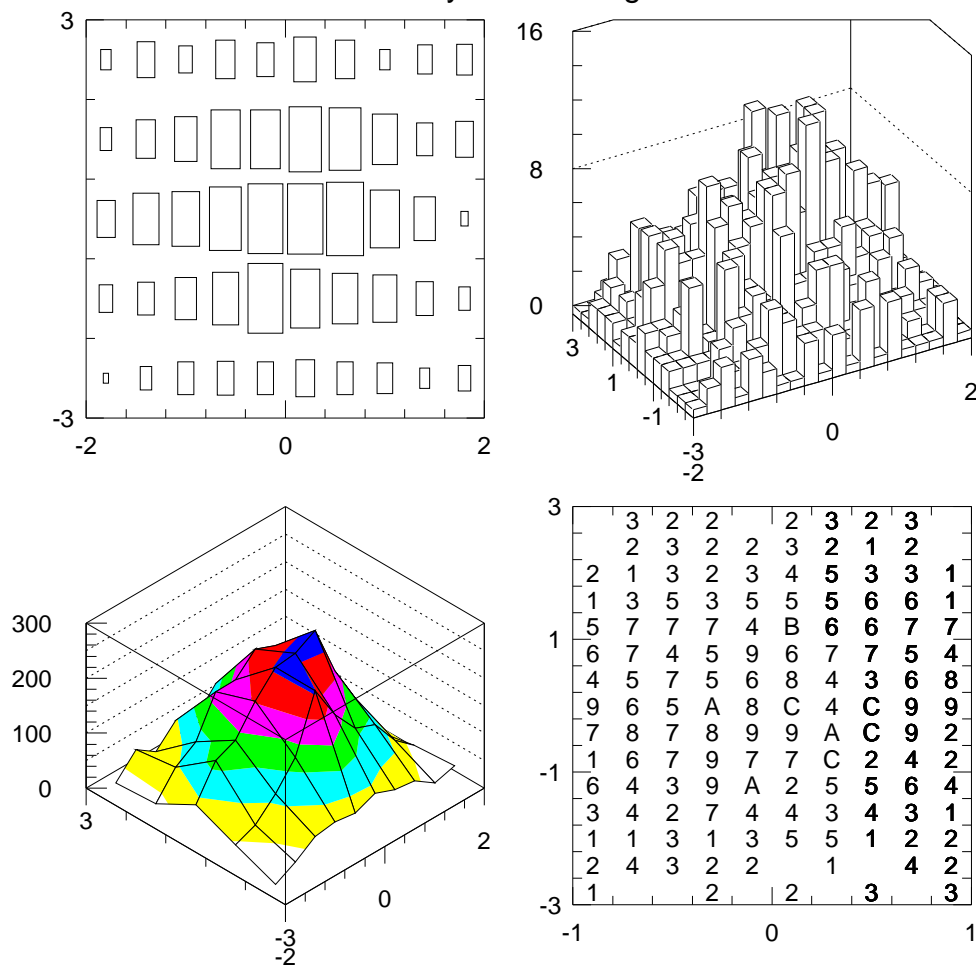 3
-3
-2 0 2
16
8
0
3
1
-1
-3
-2
0
2
300
200
100
0
3
-3
-2
0
2
3
1
-1
-3
3 2 2 2 3 2 3
2 3 2 2 3 2 1 2
2 1 3 2 3 4 5 3 3 1
1 3 5 3 5 5 5 6 6 1
5 7 7 7 4 B 6 6 7 7
6 7 4 5 9 6 7 7 5 4
4 5 7 5 6 8 4 3 6 8
9 6 5 A 8 C 4 C 9 9
7 8 7 8 9 9 A C 9 2
1 6 7 9 7 7 C 2 4 2
6 4 3 9 A 2 5 5 6 4
3 4 2 7 4 4 3 4 3 1
1 1 3 1 3 5 5 1 2 2
2 4 3 2 2 1 4 2
1 2 2 3 3
-1 0 1